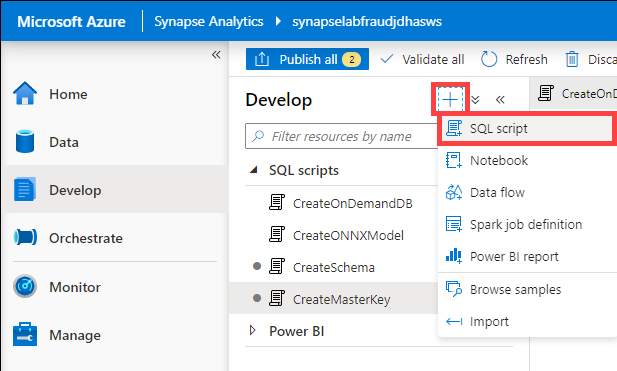 Microsoft Azure
Synapse Analytics
synapselabfraudjdhasws
Publish all 2
Validate all
Refresh
Disca
Home
Data
Develop
Orchestrate
Monitor
Manage
Develop
Filter resources by name
SQL scripts
CreateOnDemandDB
CreateONNXModel
CreateSchema
CreateMasterKey
Power BI
CreateOnD
SQL script
Notebook
Data flow
Spark job definition
Power BI report
Browse samples
Import